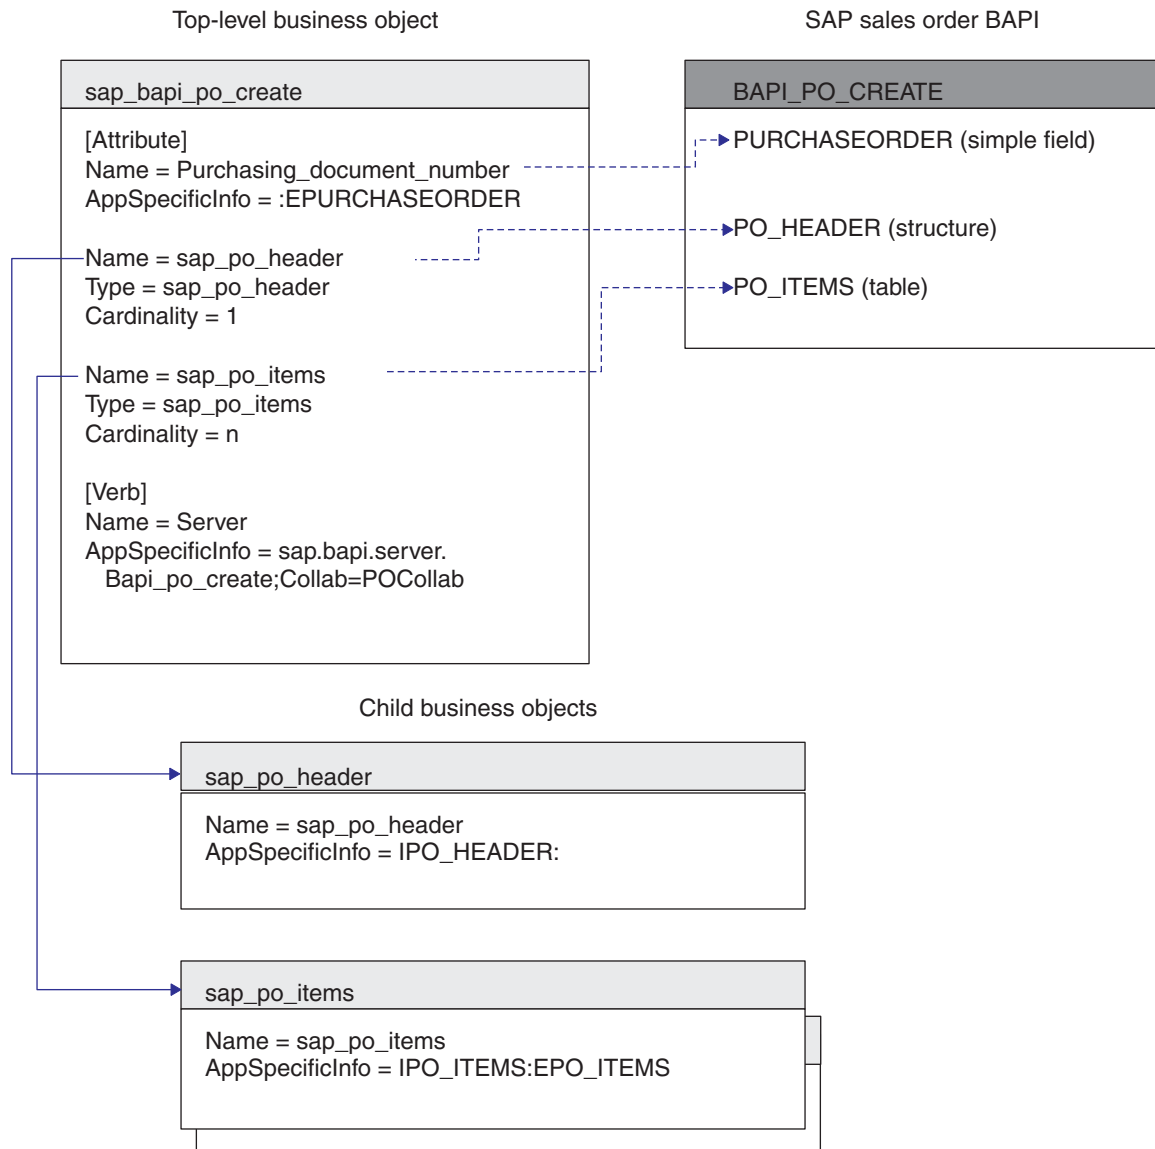 Top-level business object
SAP sales order BAPI
sap_bapi_po_create
[Attribute]
Name = Purchasing_document_number
AppSpecificInfo = :EPURCHASEORDER
Name = sap_po_header
Type = sap_po_header
Cardinality = 1
Name = sap_po_items
Type = sap_po_items
Cardinality = n
[Verb]
Name = Server
AppSpecificInfo = sap.bapi.server.
Bapi_po_create;Collab=POCollab
BAPI_PO_CREATE
PURCHASEORDER (simple field)
PO_HEADER (structure)
PO_ITEMS (table)
Child business objects
sap_po_header
Name = sap_po_header
AppSpecificInfo = IPO_HEADER:
sap_po_items
Name = sap_po_items
AppSpecificInfo = IPO_ITEMS:EPO_ITEMS